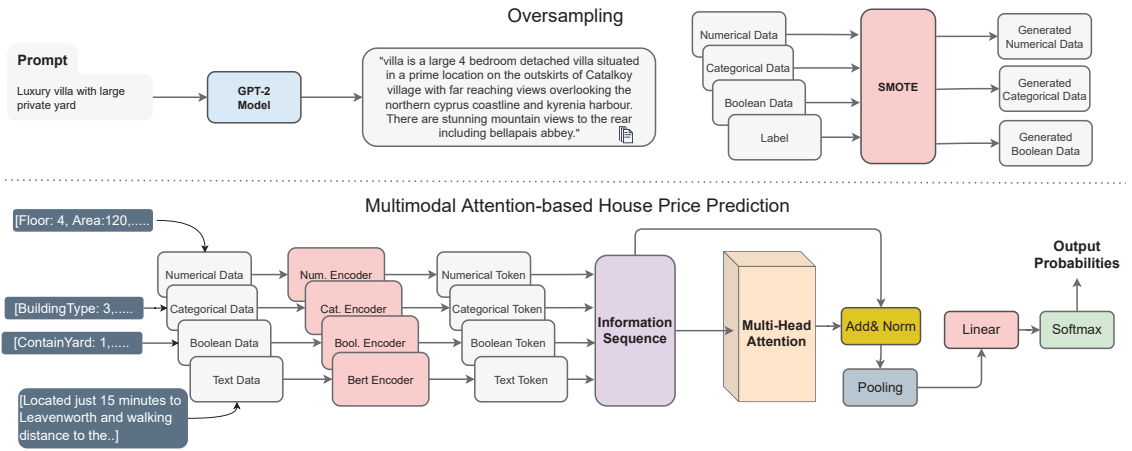 Oversampling
Prompt
Luxury villa with large
private yard
GPT-2
Model
"villa is a large 4 bedroom detached villa situated
in a prime location on the outskirts of Catalkoy
village with far reaching views overlooking the
northern cyprus coastline and kyrenia harbour.
There are stunning mountain views to the rear
including bellapais abbey."
Numerical Data
Categorical Data
Boolean Data
Label
SMOTE
Generated
Numerical Data
Generated
Categorical Data
Generated
Boolean Data
Multimodal Attention-based House Price Prediction
[Floor: 4, Area:120,.....
[BuildingType: 3,.....
[ContainYard: 1,.....
[Located just 15 minutes to
Leavenworth and walking
distance to the..]
Numerical Data
Categorical Data
Boolean Data
Text Data
Num. Encoder
Cat. Encoder
Bool. Encoder
Bert Encoder
Numerical Token
Categorical Token
Boolean Token
Text Token
Information
Sequence
Multi-Head
Attention
Add& Norm
Pooling
Linear
Softmax
Output
Probabilities